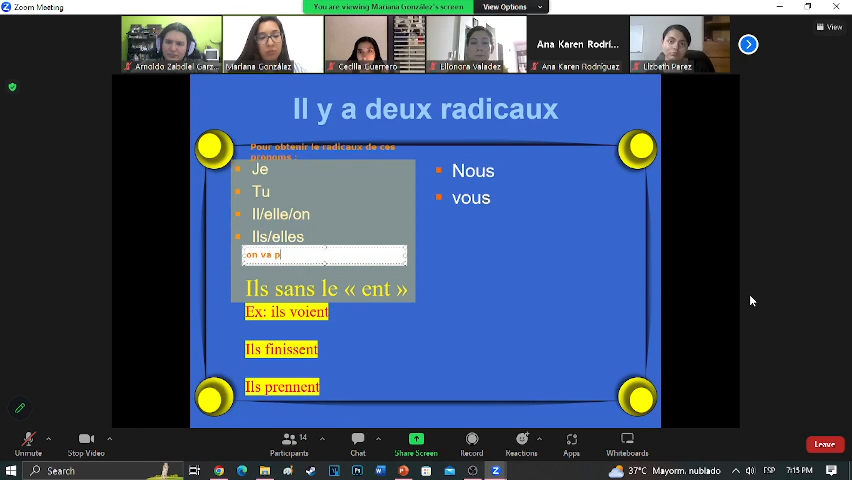 Zoom Meeting
You are viewing Mariana González's screen
View Options
View
Arnoldo Zabdiel Garz...
Mariana González
Cecilia Guerrero
Ellonora Valadez
Ana Karen Rodrí...
Ana Karen Rodríguez
Lizbeth Perez
Il y a deux radicaux
Pour obtenir le radicaux de ces
pronoms :
Je
Tu
Il/elle/on
Ils/elles
on va p
Ils sans le « ent »
Ex: ils voient
Ils finissent
Ils prennent
Nous
vous
Unmute
Stop Video
14
Participants
Chat
Share Screen
Record
Reactions
Apps
Whiteboards
Leave
Search
37°C Mayorm. nublado
ESP
7:15 PM